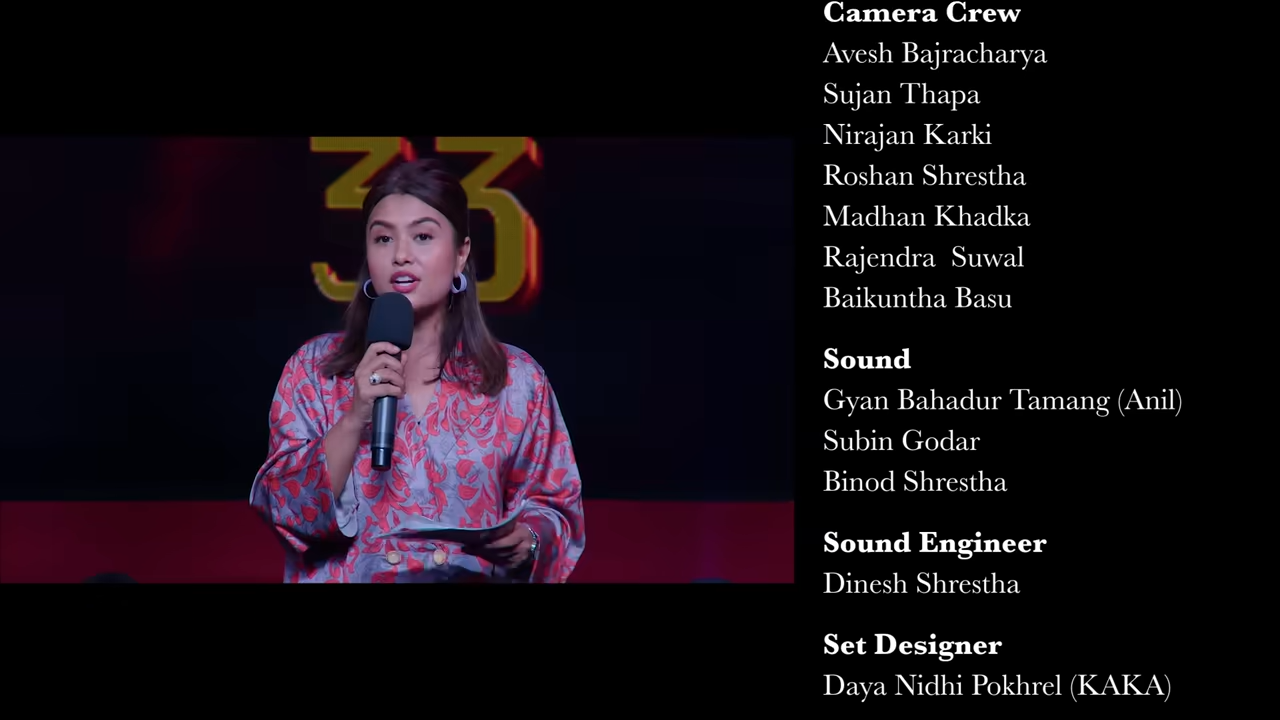 33
Camera Crew
Avesh Bajracharya
Sujan Thapa
Nirajan Karki
Roshan Shrestha
Madhan Khadka
Rajendra  Suwal
Baikuntha Basu
Sound
Gyan Bahadur Tamang (Anil)
Subin Godar
Binod Shrestha
Sound Engineer
Dinesh Shrestha
Set Designer
Daya Nidhi Pokhrel (KAKA)